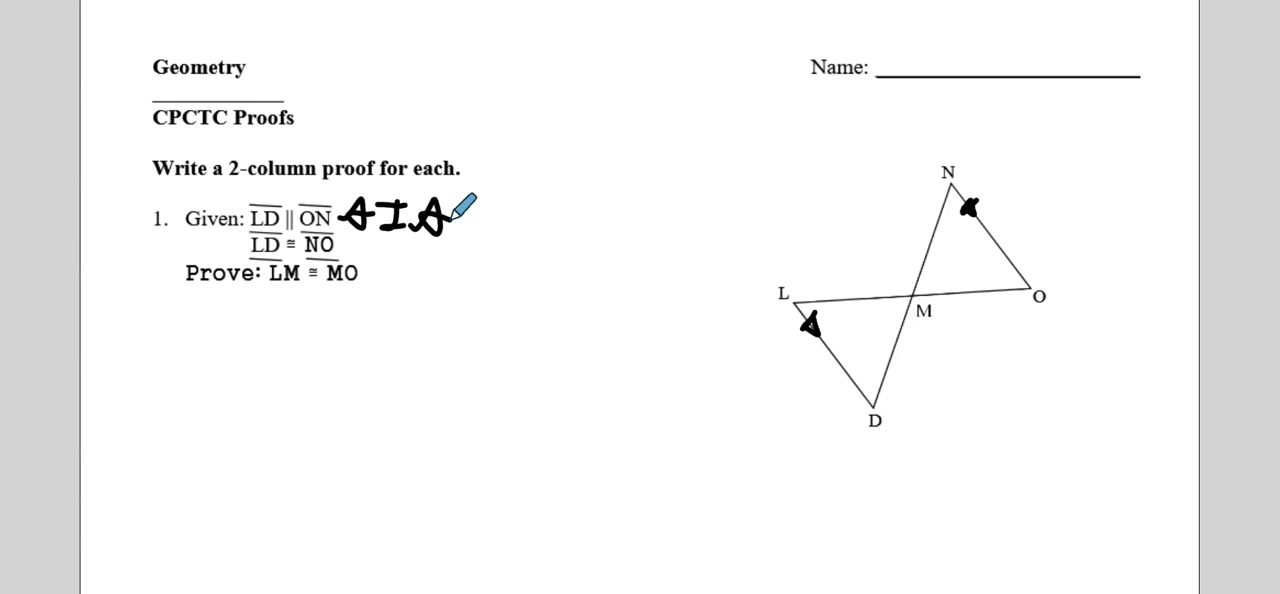 Geometry
Name:
CPCTC Proofs
Write a 2-column proof for each.
1. Given: LD || ON AIA
LD ≅ NO
Prove: LM ≅ MO
N
L
O
M
D